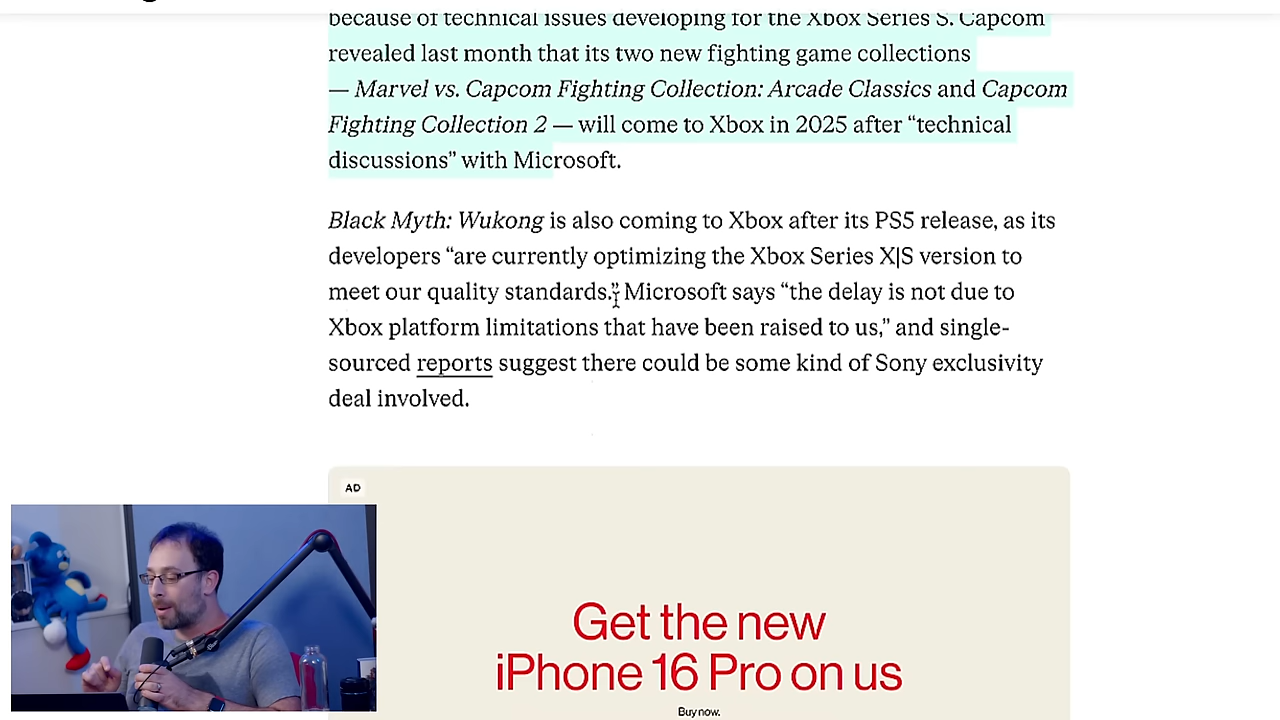 because of technical issues developing for the Xbox Series S. Capcom
revealed last month that its two new fighting game collections
— Marvel vs. Capcom Fighting Collection: Arcade Classics and Capcom
Fighting Collection 2 — will come to Xbox in 2025 after “technical
discussions” with Microsoft.
Black Myth: Wukong is also coming to Xbox after its PS5 release, as its
developers “are currently optimizing the Xbox Series X|S version to
meet our quality standards.” Microsoft says “the delay is not due to
Xbox platform limitations that have been raised to us,” and single-
sourced reports suggest there could be some kind of Sony exclusivity
deal involved.
AD
Get the new
iPhone 16 Pro on us
Buy now.